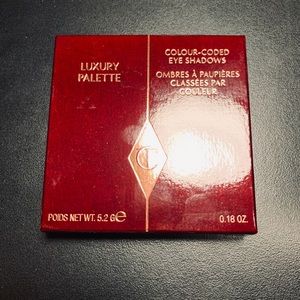 LUXURY
PALETTE
COLOUR-CODED
EYE SHADOWS
OMBRES À PAUPIÈRES
CLASSÉES PAR
COULEUR
CT
POIDS NET WT. 5.2 G℮
0.18 OZ.